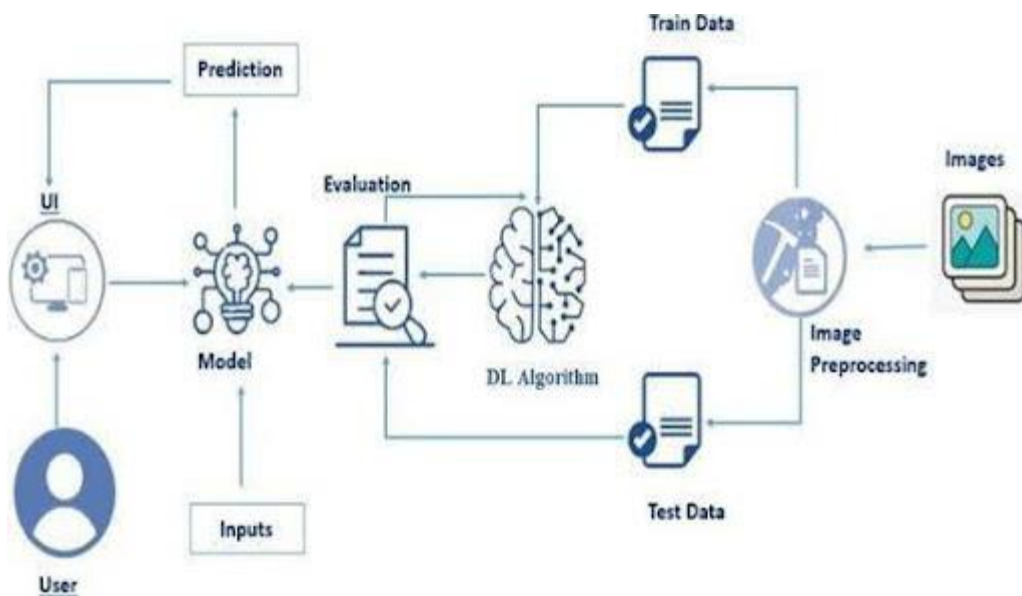 Train Data
Prediction
Images
Evaluation
UI
Image
Preprocessing
Model
DL Algorithm
Test Data
Inputs
User